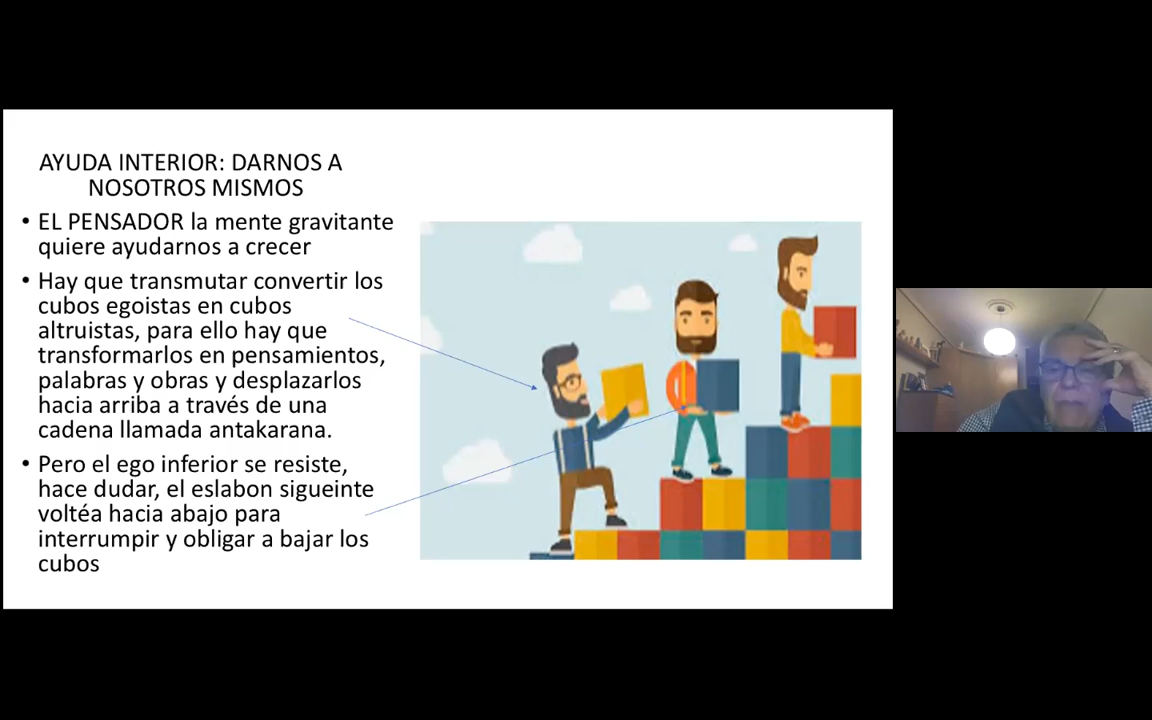 AYUDA INTERIOR: DARNOS A
NOSOTROS MISMOS
• EL PENSADOR la mente gravitante
quiere ayudarnos a crecer
• Hay que transmutar convertir los
cubos egoistas en cubos
altruistas, para ello hay que
transformarlos en pensamientos,
palabras y obras y desplazarlos
hacia arriba a través de una
cadena llamada antakarana.
• Pero el ego inferior se resiste,
hace dudar, el eslabon sigueinte
voltéa hacia abajo para
interrumpir y obligar a bajar los
cubos